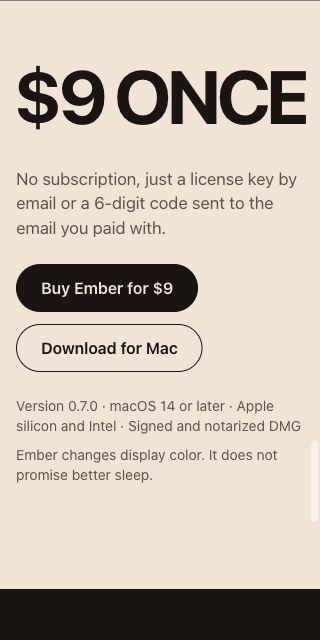 $9 ONCE
No subscription, just a license key by
email or a 6-digit code sent to the
email you paid with.
Buy Ember for $9
Download for Mac
Version 0.7.0 · macOS 14 or later · Apple
silicon and Intel · Signed and notarized DMG
Ember changes display color. It does not
promise better sleep.